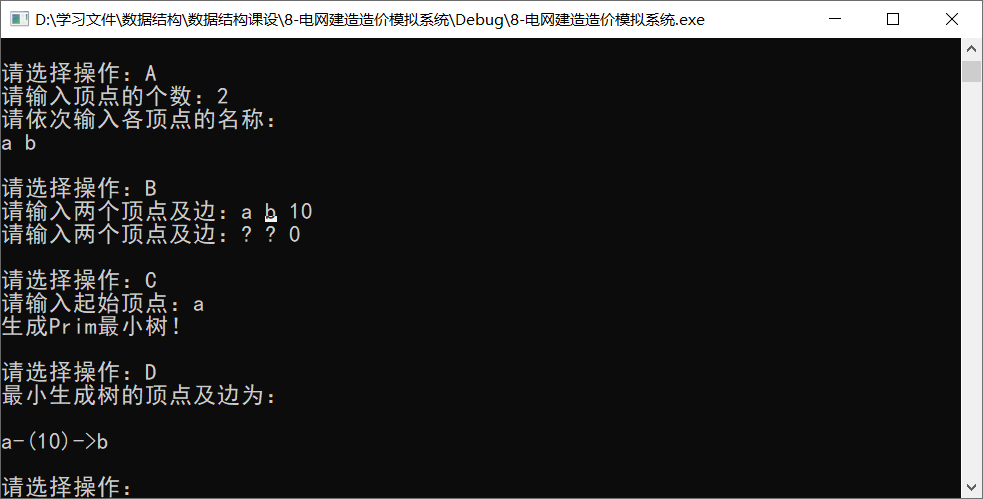 D:\学习文件\数据结构\数据结构课设\8-电网建造造价模拟系统\Debug\8-电网建造造价模拟系统.exe
请选择操作：A
请输入顶点的个数：2
请依次输入各顶点的名称：
a b
请选择操作：B
请输入两个顶点及边：a b 10
请输入两个顶点及边：? ? 0
请选择操作：C
请输入起始顶点：a
生成Prim最小树！
请选择操作：D
最小生成树的顶点及边为：
a-(10)->b
请选择操作：